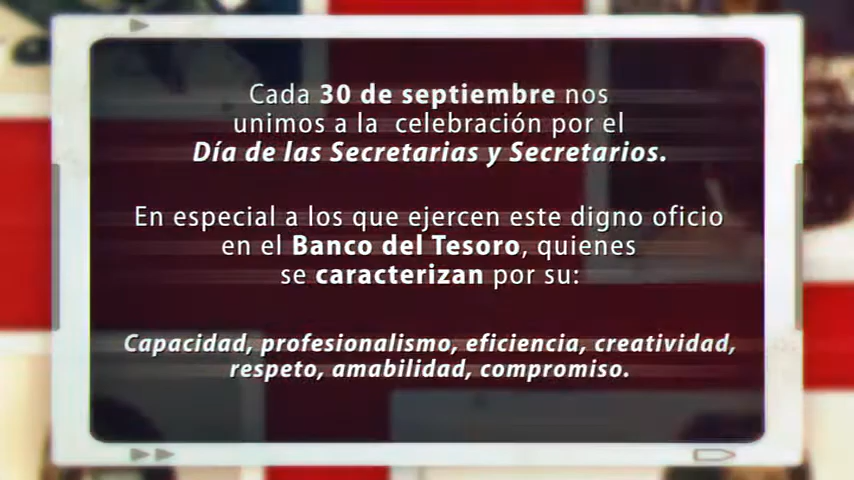 Cada 30 de septiembre nos
unimos a la celebración por el
Día de las Secretarias y Secretarios.
En especial a los que ejercen este digno oficio
en el Banco del Tesoro, quienes
se caracterizan por su:
Capacidad, profesionalismo, eficiencia, creatividad,
respeto, amabilidad, compromiso.